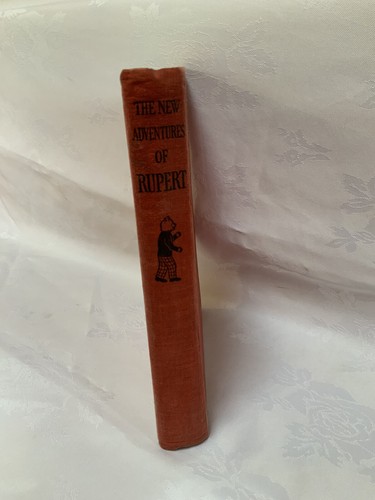 THE NEW
ADVENTURES
OF
RUPERT